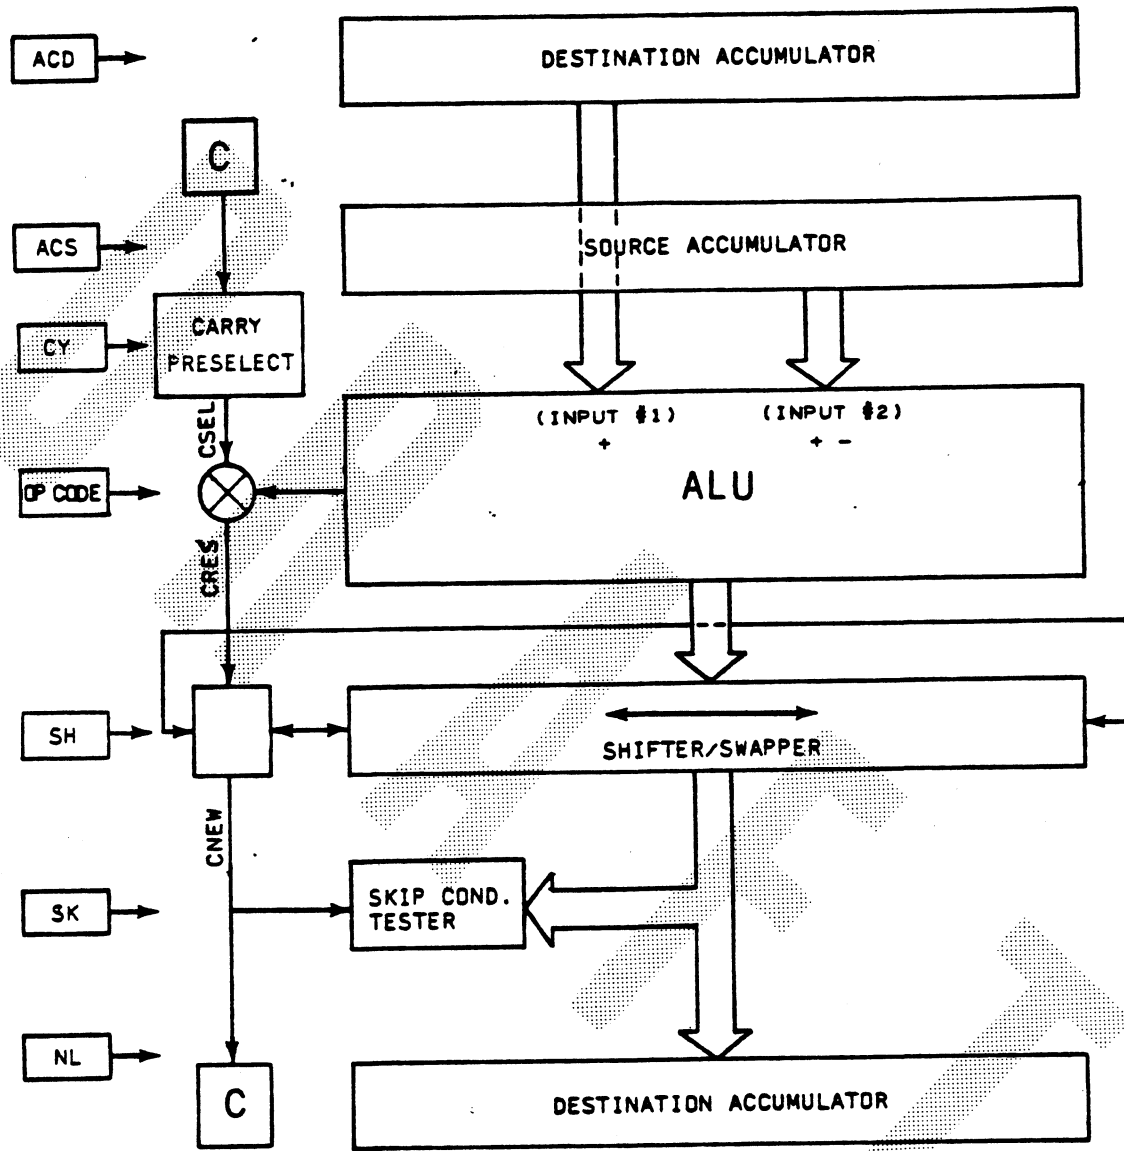 ACD
DESTINATION ACCUMULATOR
C
ACS
SOURCE ACCUMULATOR
CARRY
PRESELECT
CY
(INPUT #1)
(INPUT #2)
+
+ -
CSEL
OP CODE
ALU
CRES
SH
SHIFTER/SWAPPER
CNEW
SKIP COND.
TESTER
SK
NL
C
DESTINATION ACCUMULATOR